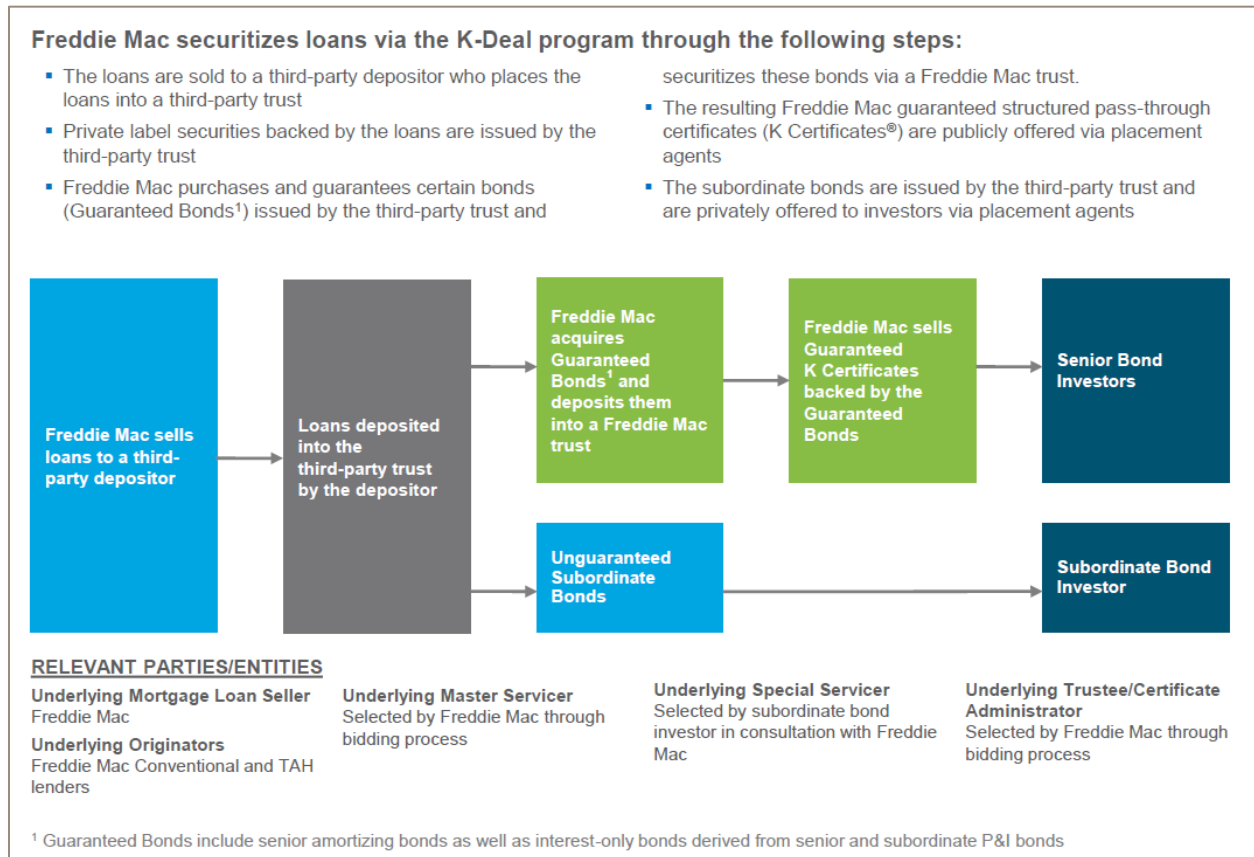 Freddie Mac securitizes loans via the K-Deal program through the following steps:
▪ The loans are sold to a third-party depositor who places the
loans into a third-party trust
▪ Private label securities backed by the loans are issued by the
third-party trust
▪ Freddie Mac purchases and guarantees certain bonds
(Guaranteed Bonds¹) issued by the third-party trust and
securitizes these bonds via a Freddie Mac trust.
▪ The resulting Freddie Mac guaranteed structured pass-through
certificates (K Certificates®) are publicly offered via placement
agents
▪ The subordinate bonds are issued by the third-party trust and
are privately offered to investors via placement agents
Freddie Mac sells
loans to a third-
party depositor
Loans deposited
into the
third-party trust
by the depositor
Freddie Mac
acquires
Guaranteed
Bonds¹ and
deposits them
into a Freddie Mac
trust
Freddie Mac sells
Guaranteed
K Certificates
backed by the
Guaranteed
Bonds
Senior Bond
Investors
Unguaranteed
Subordinate
Bonds
Subordinate Bond
Investor
RELEVANT PARTIES/ENTITIES
Underlying Mortgage Loan Seller
Freddie Mac
Underlying Originators
Freddie Mac Conventional and TAH
lenders
Underlying Master Servicer
Selected by Freddie Mac through
bidding process
Underlying Special Servicer
Selected by subordinate bond
investor in consultation with Freddie
Mac
Underlying Trustee/Certificate
Administrator
Selected by Freddie Mac through
bidding process
¹ Guaranteed Bonds include senior amortizing bonds as well as interest-only bonds derived from senior and subordinate P&I bonds